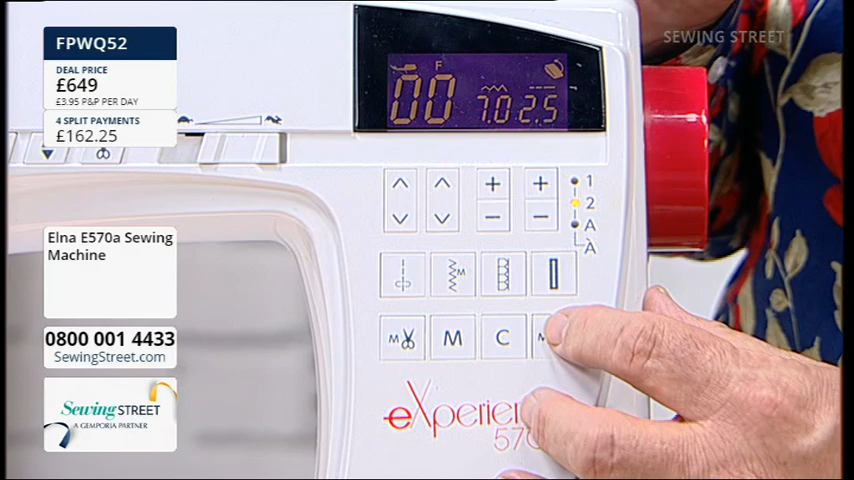 FPWQ52
DEAL PRICE
£649
£3.95 P&P PER DAY
4 SPLIT PAYMENTS
£162.25
Elna E570a Sewing
Machine
0800 001 4433
SewingStreet.com
Sewing STREET
A GEMPORIA PARTNER
SEWING STREET
F
00 7.0 2.5
+ + 1
2
- - A
A
M
M M C M
eXperien
570